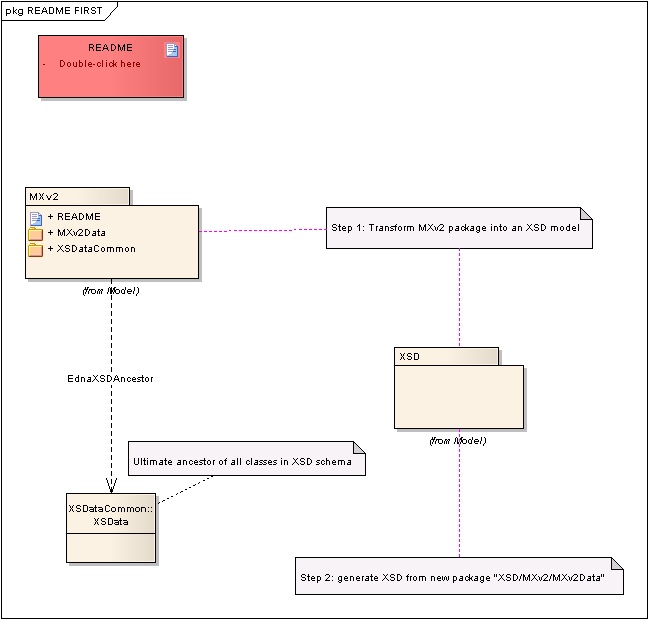 pkg README FIRST
README
- Double-click here
MXv2
+ README
+ MXv2Data
+ XSDataCommon
(from Model)
Step 1: Transform MXv2 package into an XSD model
XSD
(from Model)
EdnaXSDAncestor
Ultimate ancestor of all classes in XSD schema
XSDataCommon::
XSData
Step 2: generate XSD from new package "XSD/MXv2/MXv2Data"